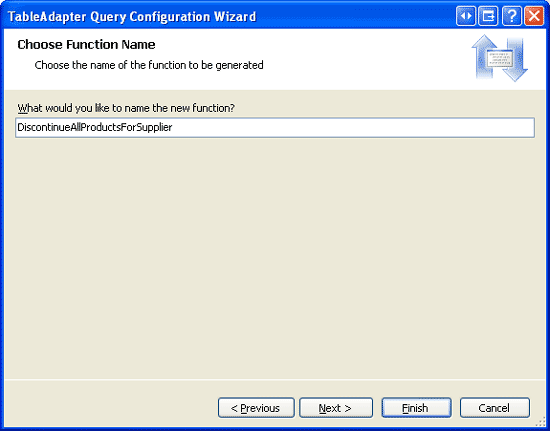 TableAdapter Query Configuration Wizard
Choose Function Name
Choose the name of the function to be generated
What would you like to name the new function?
DiscontinueAllProductsForSupplier
< Previous Next > Finish Cancel